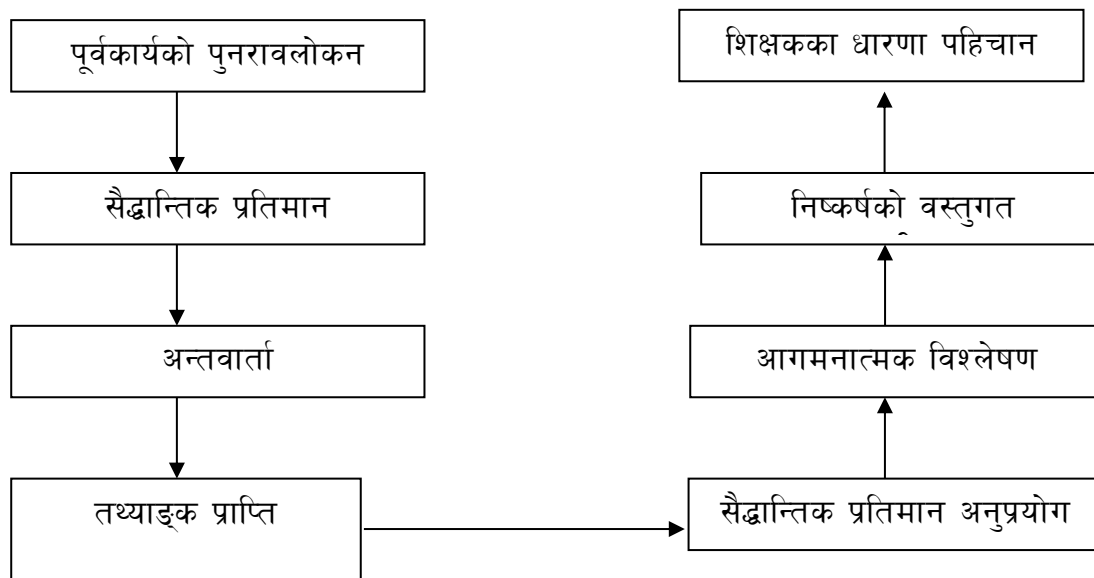 पूर्वकार्यको पुनरावलोकन
सैद्धान्तिक प्रतिमान
अन्तवार्ता
तथ्याङ्क प्राप्ति
सैद्धान्तिक प्रतिमान अनुप्रयोग
आगमनात्मक विश्लेषण
निष्कर्षको वस्तुगत
शिक्षकका धारणा पहिचान